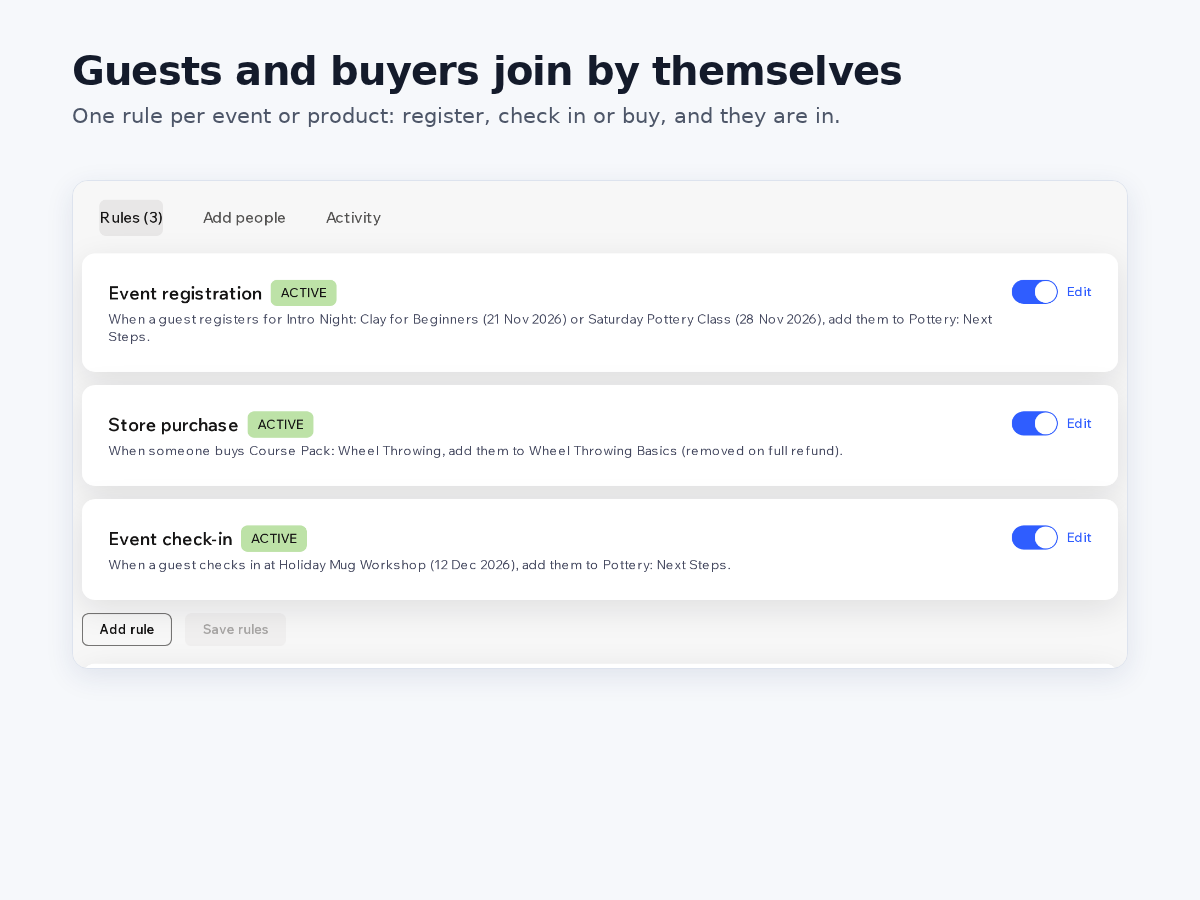 Guests and buyers join by themselves
One rule per event or product: register, check in or buy, and they are in.
Rules (3) Add people Activity
Event registration ACTIVE Edit
When a guest registers for Intro Night: Clay for Beginners (21 Nov 2026) or Saturday Pottery Class (28 Nov 2026), add them to Pottery: Next
Steps.
Store purchase ACTIVE Edit
When someone buys Course Pack: Wheel Throwing, add them to Wheel Throwing Basics (removed on full refund).
Event check-in ACTIVE Edit
When a guest checks in at Holiday Mug Workshop (12 Dec 2026), add them to Pottery: Next Steps.
Add rule Save rules